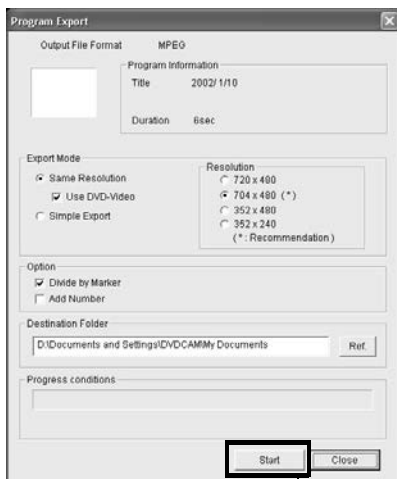 Program Export
Output File Format MPEG
Program Information
Title 2002/ 1/10
Duration 6sec
Export Mode
Same Resolution
Use DVD-Video
Simple Export
Resolution
720 x 480
704 x 480 (*)
352 x 480
352 x 240
(*: Recommendation)
Option
Divide by Marker
Add Number
Destination Folder
D:\Documents and Settings\DVDCAM\My Documents Ref.
Progress conditions
Start Close